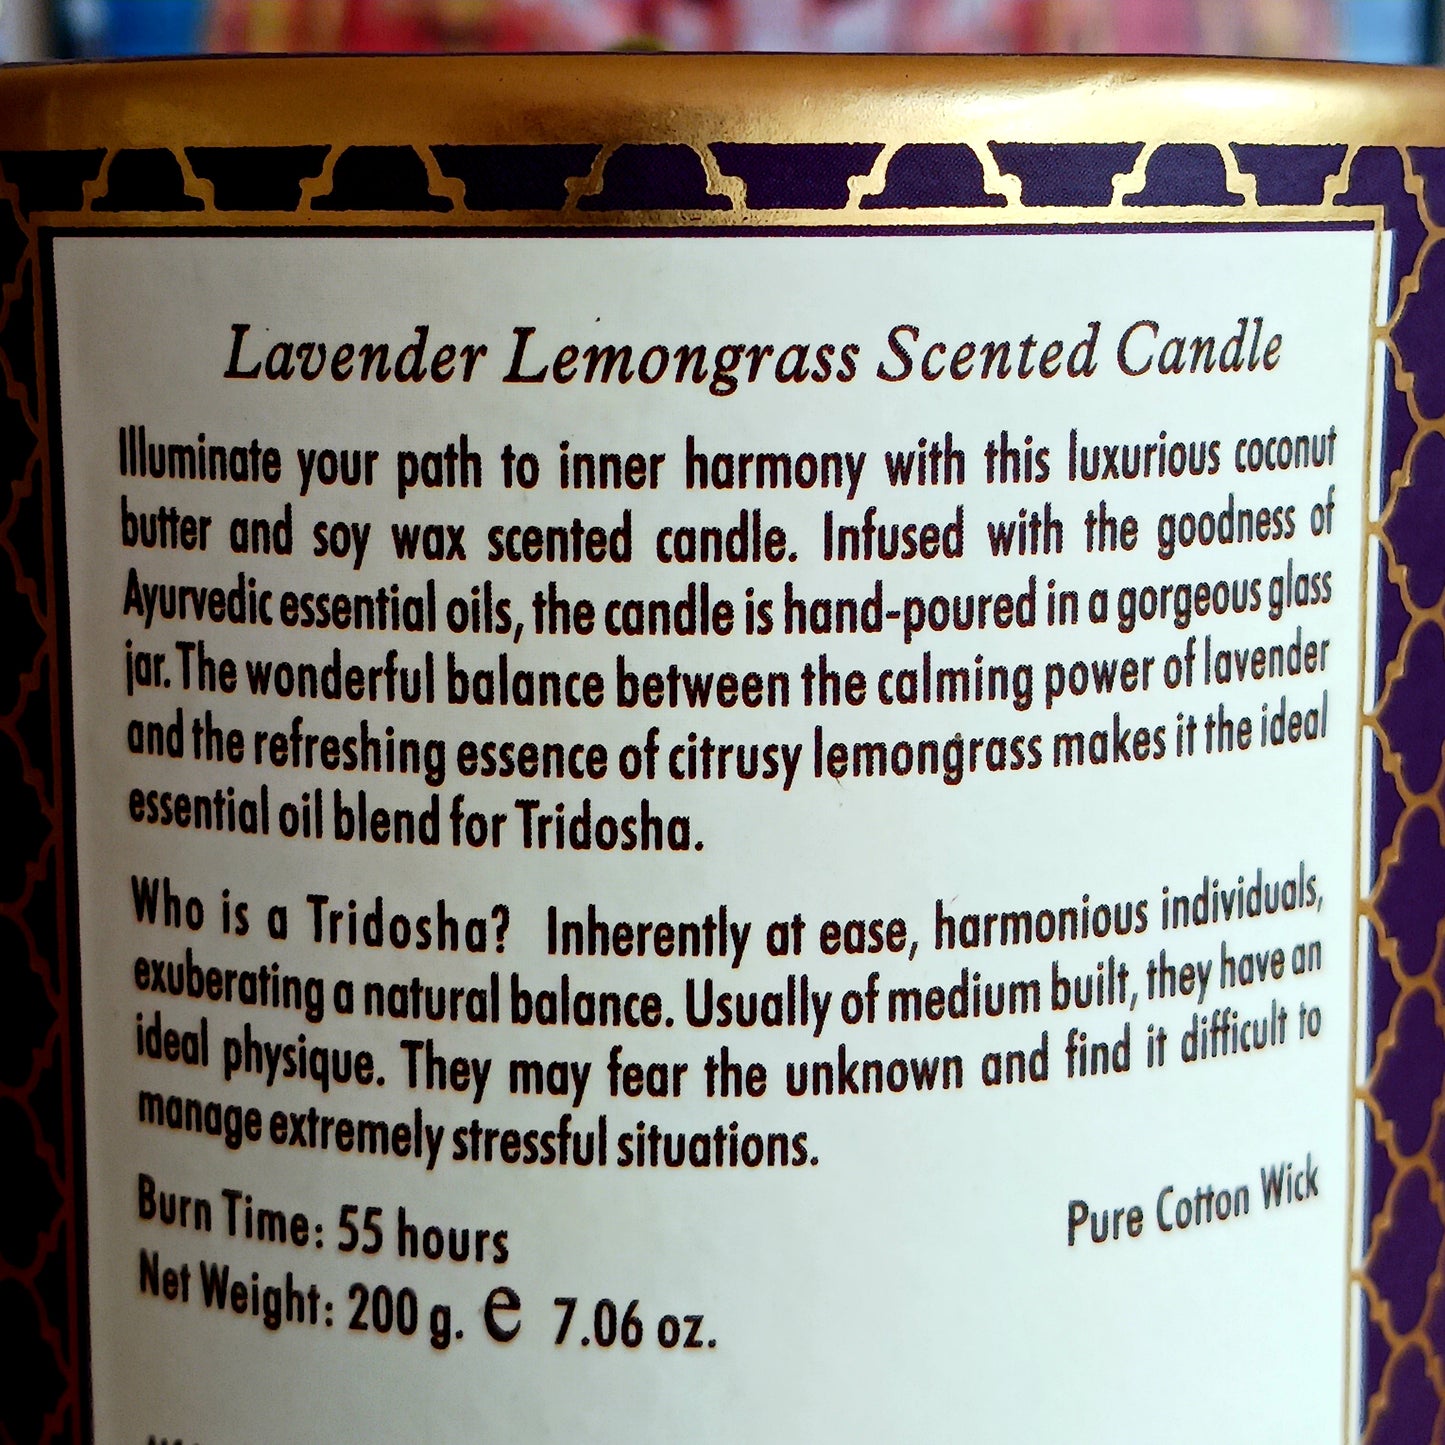 Lavender Lemongrass Scented Candle
Illuminate your path to inner harmony with this luxurious coconut
butter and soy wax scented candle. Infused with the goodness of
Ayurvedic essential oils, the candle is hand-poured in a gorgeous glass
jar. The wonderful balance between the calming power of lavender
and the refreshing essence of citrusy lemongrass makes it the ideal
essential oil blend for Tridosha.
Who is a Tridosha? Inherently at ease, harmonious individuals,
exuberating a natural balance. Usually of medium built, they have an
ideal physique. They may fear the unknown and find it difficult to
manage extremely stressful situations.
Burn Time: 55 hours
Pure Cotton Wick
Net Weight: 200 g. ℮ 7.06 oz.